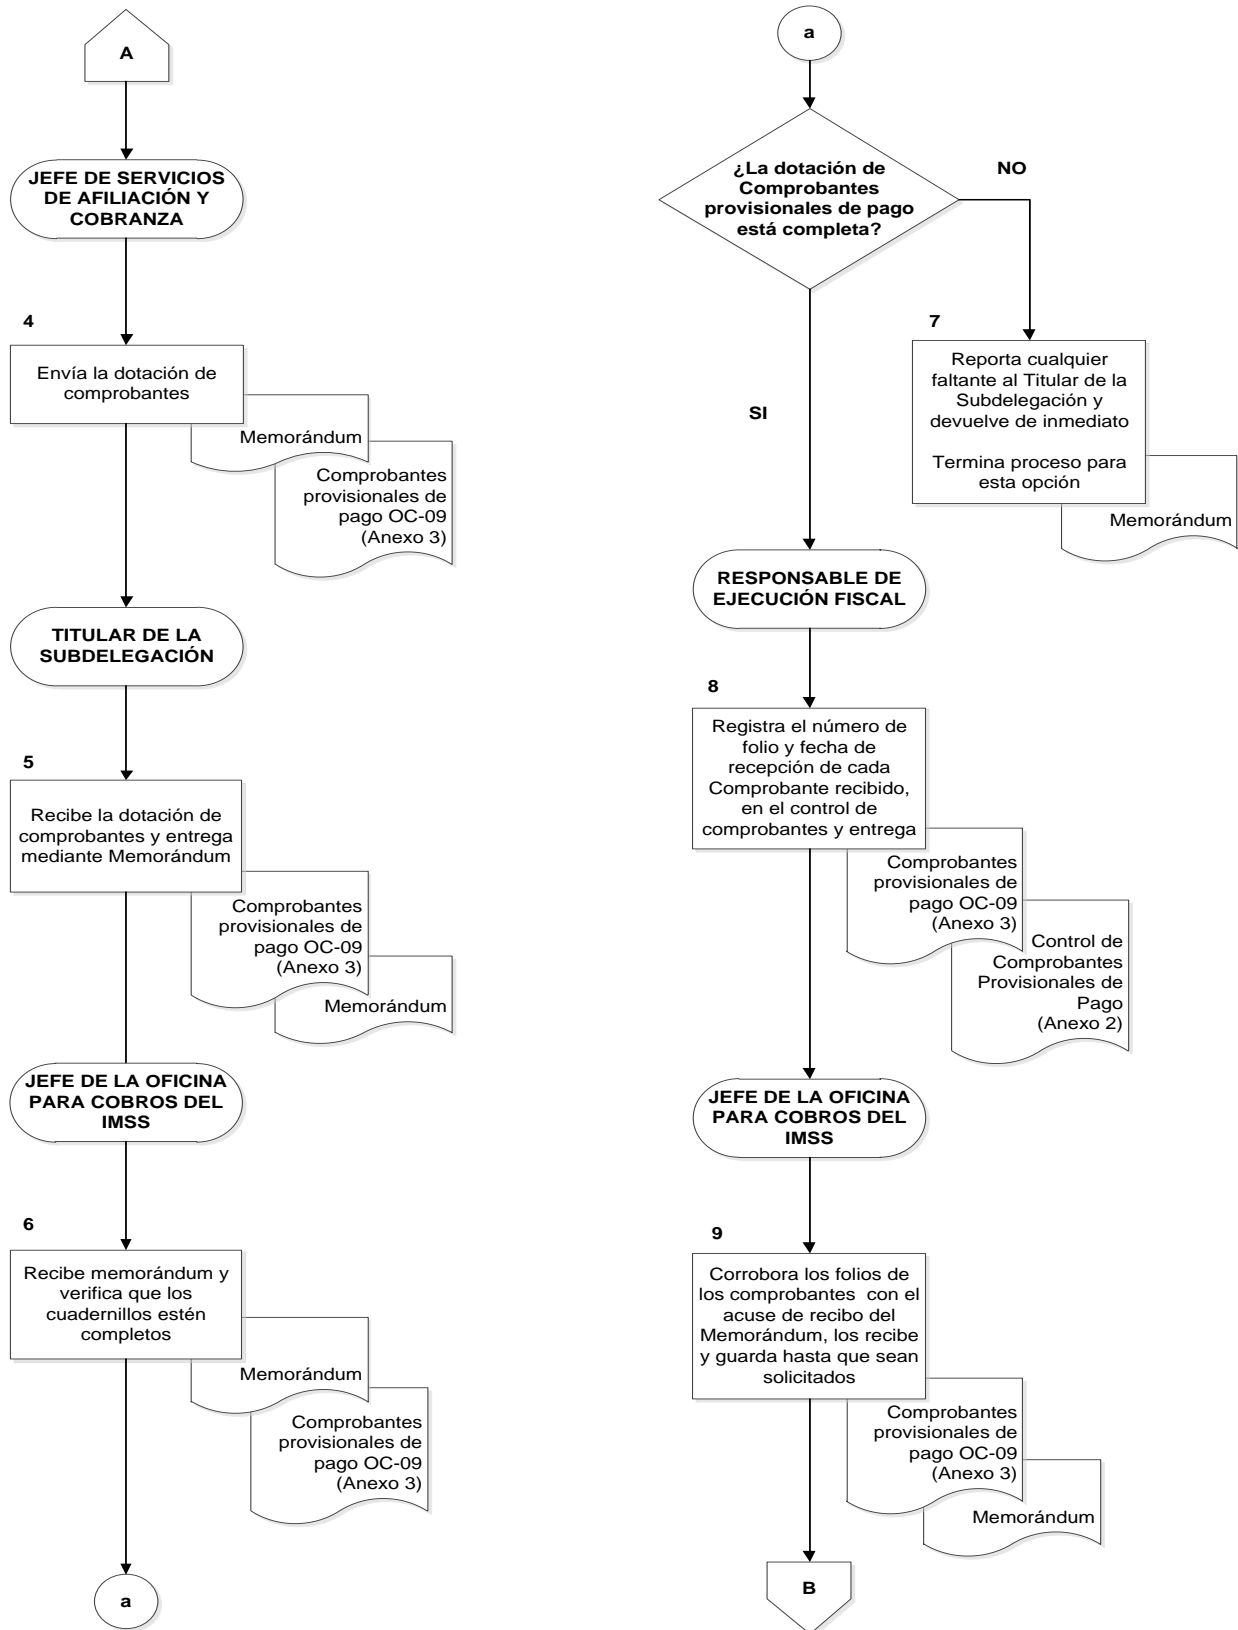 A
JEFE DE SERVICIOS
DE AFILIACIÓN Y
COBRANZA
4
Envía la dotación de
comprobantes
Memorándum
Comprobantes
provisionales de
pago OC-09
(Anexo 3)
TITULAR DE LA
SUBDELEGACIÓN
5
Recibe la dotación de
comprobantes y entrega
mediante Memorándum
Comprobantes
provisionales de
pago OC-09
(Anexo 3)
Memorándum
JEFE DE LA OFICINA
PARA COBROS DEL
IMSS
6
Recibe memorándum y
verifica que los
cuadernillos estén
completos
Memorándum
Comprobantes
provisionales de
pago OC-09
(Anexo 3)
a
a
¿La dotación de
Comprobantes
provisionales de pago
está completa?
NO
7
Reporta cualquier
faltante al Titular de la
Subdelegación y
devuelve de inmediato
Termina proceso para
esta opción
Memorándum
SI
RESPONSABLE DE
EJECUCIÓN FISCAL
8
Registra el número de
folio y fecha de
recepción de cada
Comprobante recibido,
en el control de
comprobantes y entrega
Comprobantes
provisionales de
pago OC-09
(Anexo 3)
Control de
Comprobantes
Provisionales de
Pago
(Anexo 2)
JEFE DE LA OFICINA
PARA COBROS DEL
IMSS
9
Corrobora los folios de
los comprobantes con el
acuse de recibo del
Memorándum, los recibe
y guarda hasta que sean
solicitados
Comprobantes
provisionales de
pago OC-09
(Anexo 3)
Memorándum
B